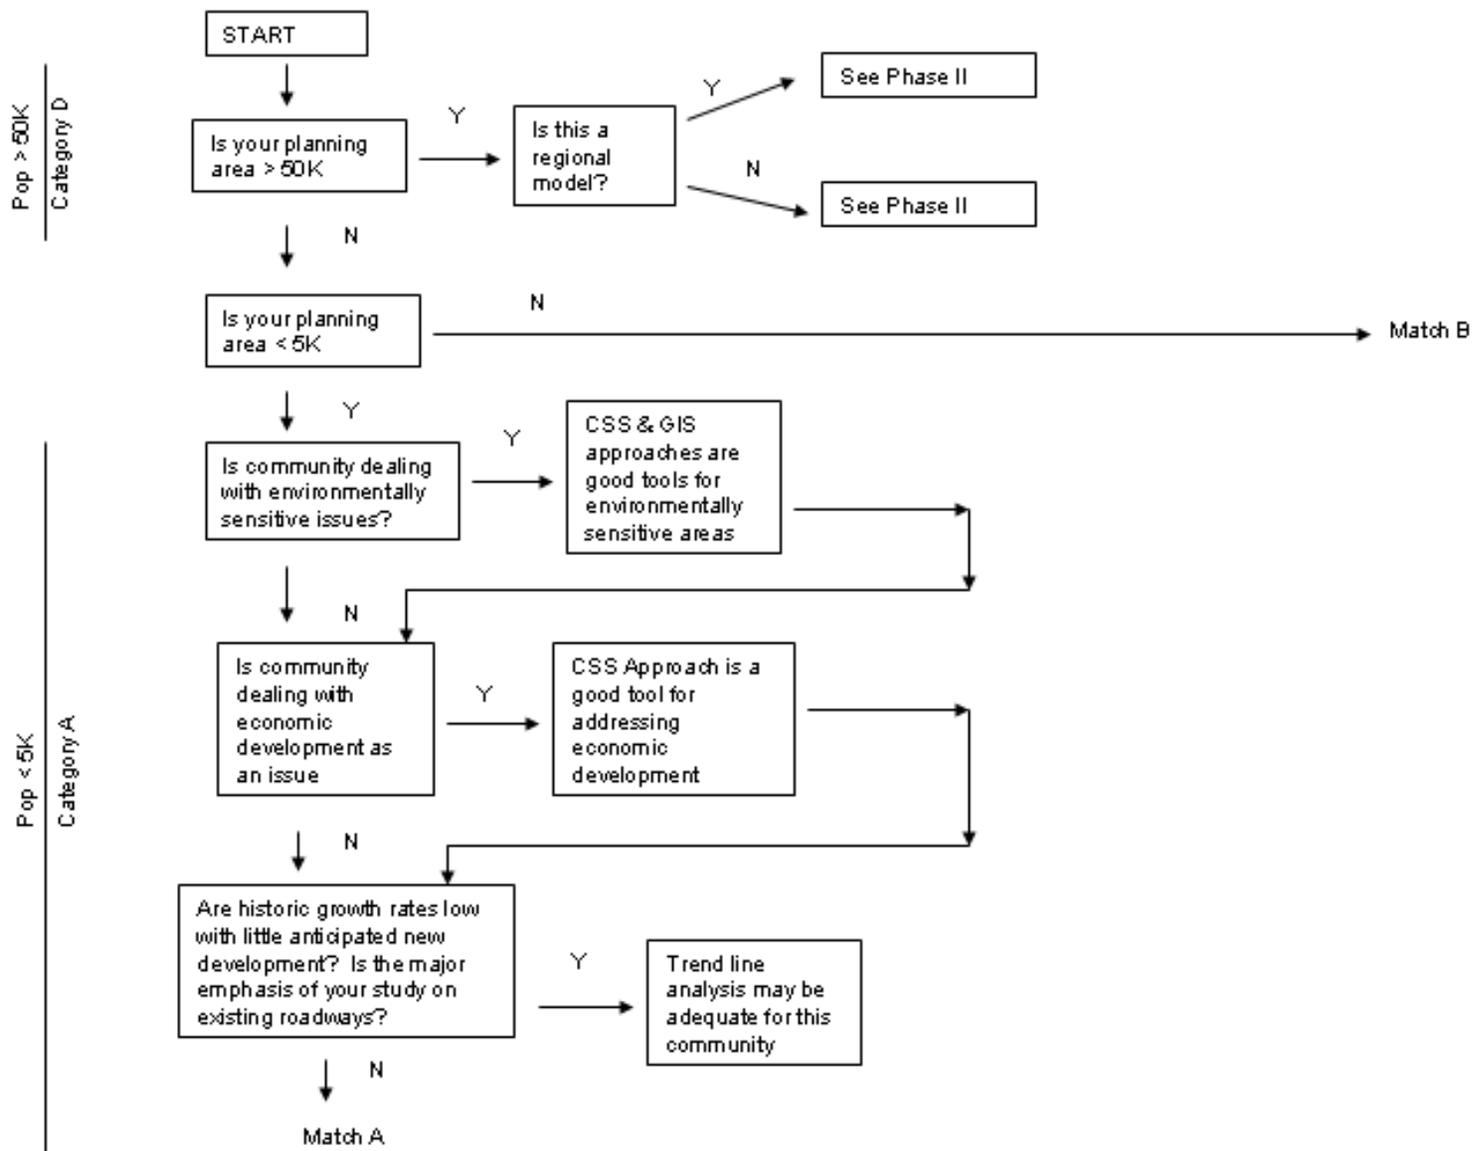 START
Pop > 50K
Category D
Is your planning
area > 50K
Y
Is this a
regional
model?
Y
See Phase II
N
See Phase II
N
Is your planning
area < 5K
N
Match B
Y
Pop < 5K
Category A
Is community dealing
with environmentally
sensitive issues?
Y
CSS & GIS
approaches are
good tools for
environmentally
sensitive areas
N
Is community
dealing with
economic
development as
an issue
Y
CSS Approach is a
good tool for
addressing
economic
development
N
Are historic growth rates low
with little anticipated new
development? Is the major
emphasis of your study on
existing roadways?
Y
Trend line
analysis may be
adequate for this
community
N
Match A